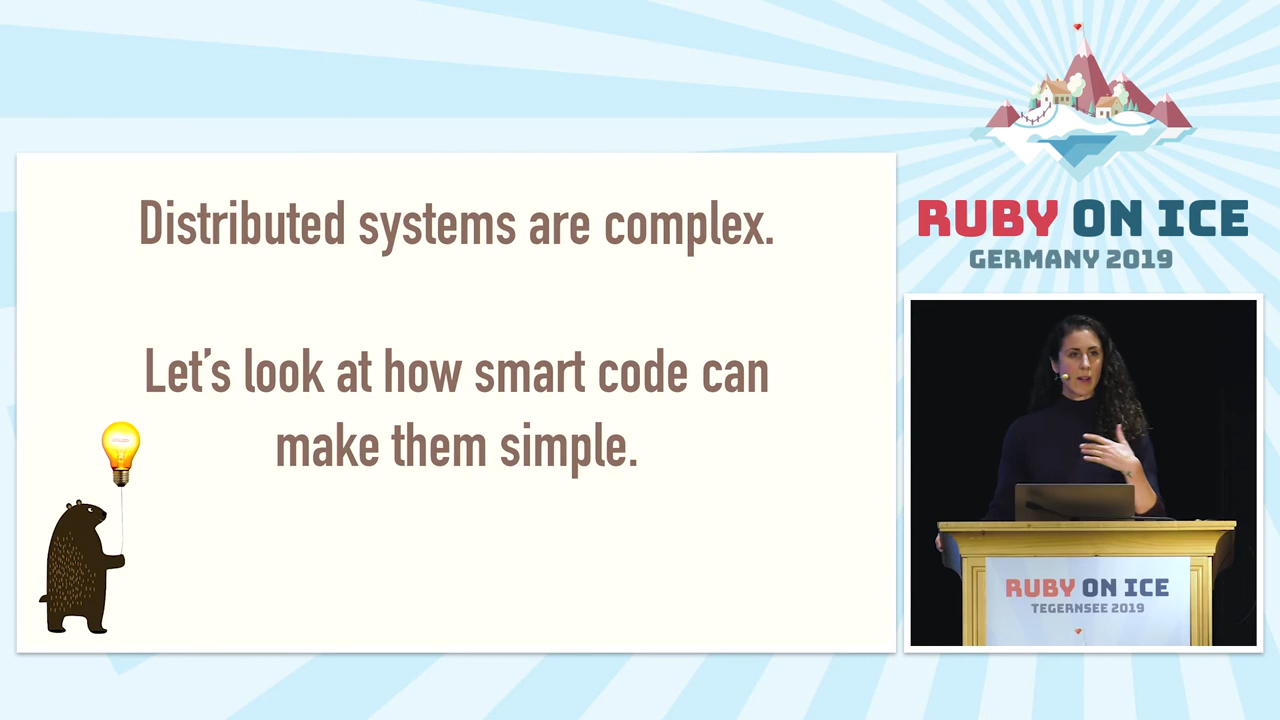 Distributed systems are complex.
Let's look at how smart code can
make them simple.
RUBY ON ICE
GERMANY 2019
RUBY ON ICE
TEGERNSEE 2019